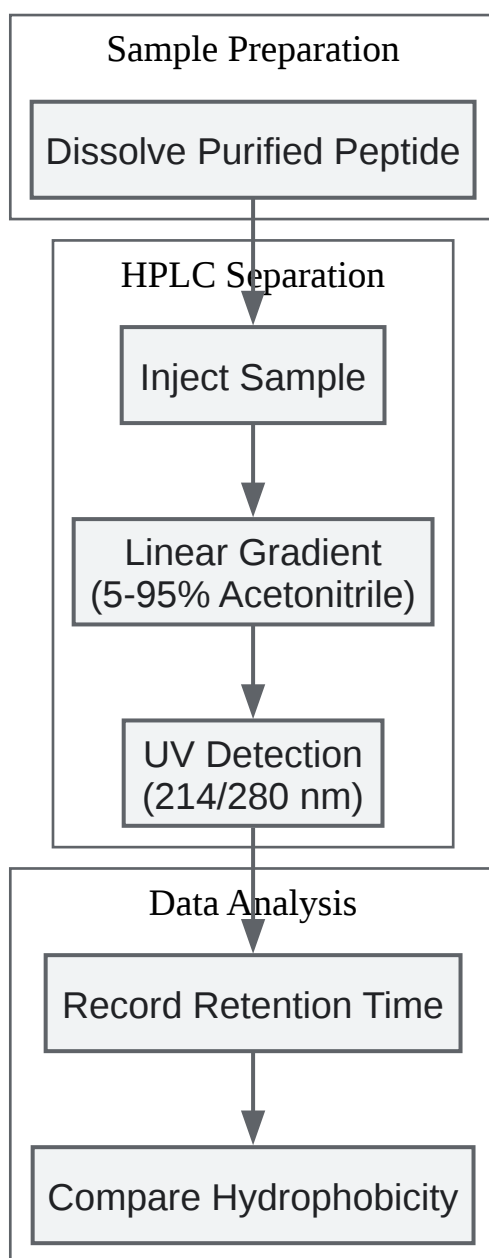 Sample Preparation
Dissolve Purified Peptide
HPLC Separation
Inject Sample
Linear Gradient
(5-95% Acetonitrile)
UV Detection
(214/280 nm)
Data Analysis
Record Retention Time
Compare Hydrophobicity